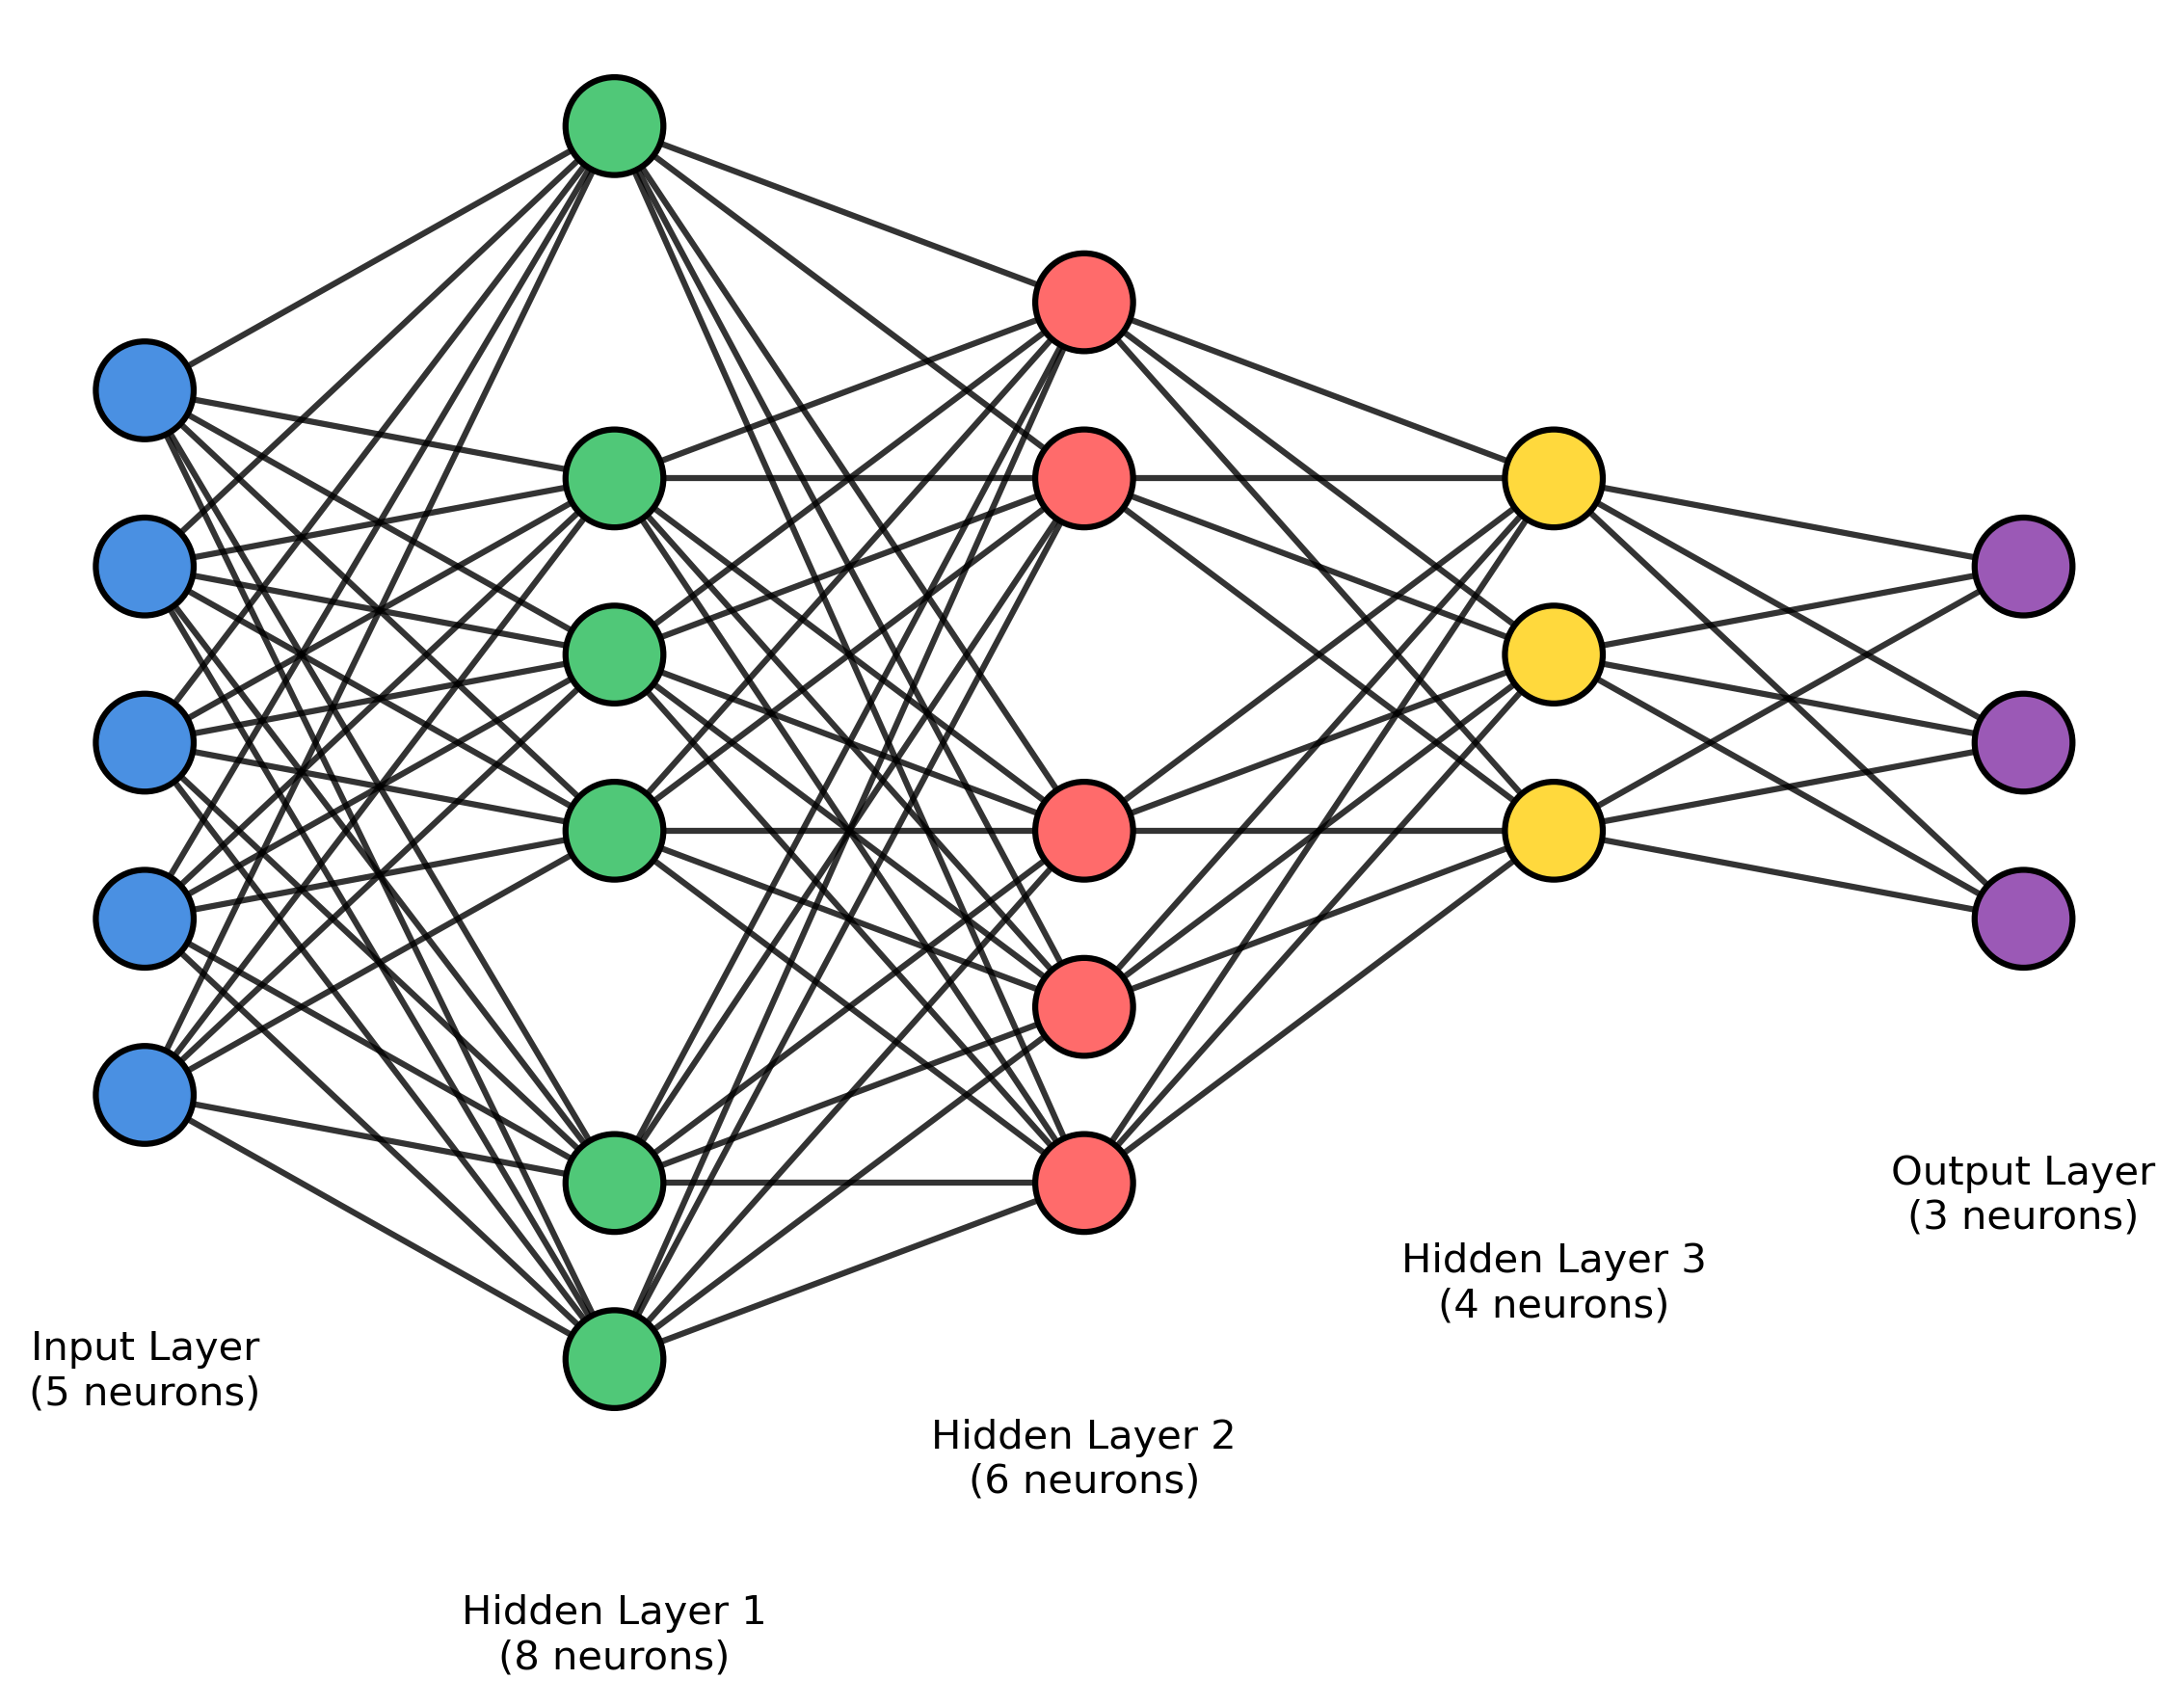 Input Layer
(5 neurons)
Hidden Layer 1
(8 neurons)
Hidden Layer 2
(6 neurons)
Hidden Layer 3
(4 neurons)
Output Layer
(3 neurons)